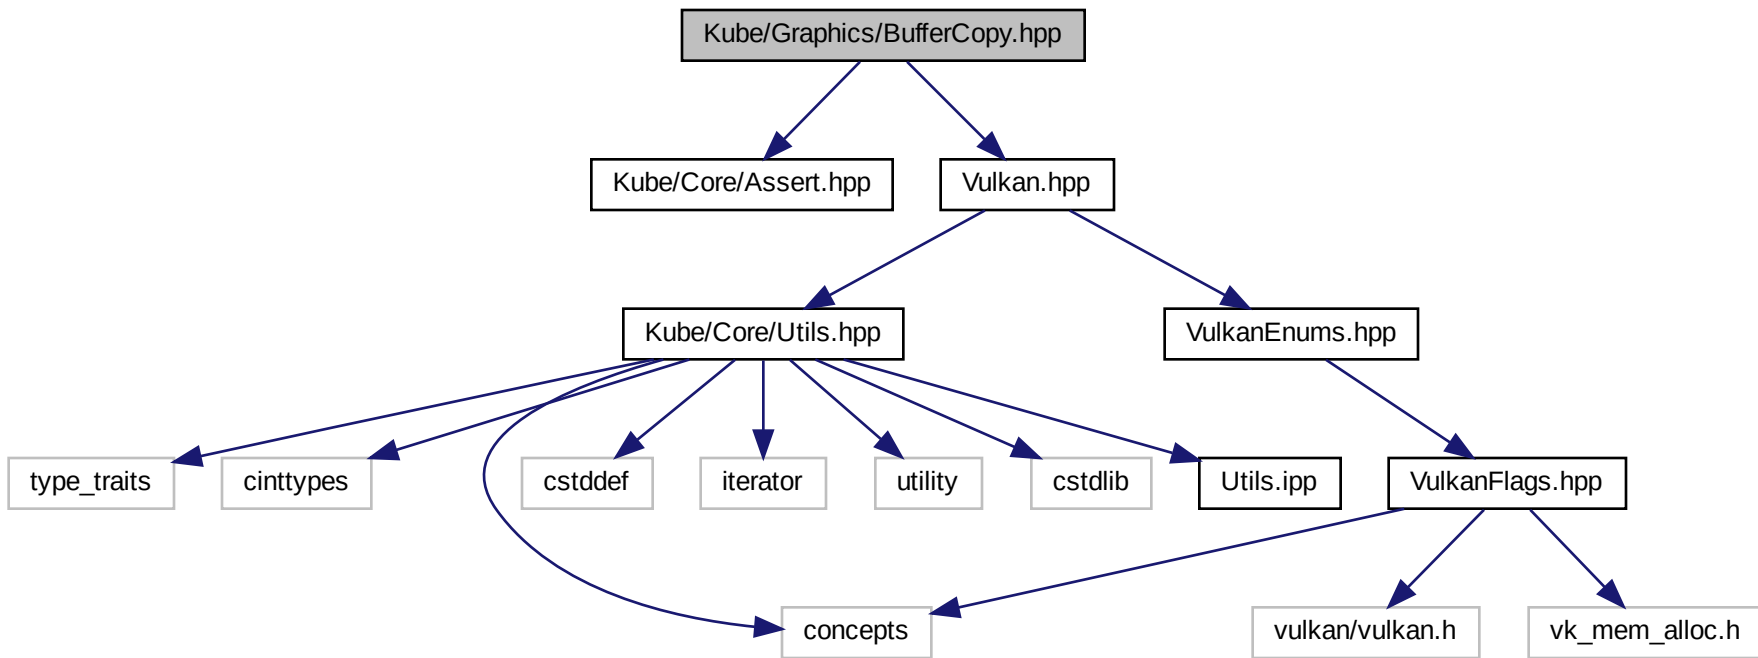 Kube/Graphics/BufferCopy.hpp
Kube/Core/Assert.hpp
Vulkan.hpp
Kube/Core/Utils.hpp
VulkanEnums.hpp
type_traits
cinttypes
cstddef
iterator
utility
cstdlib
Utils.ipp
VulkanFlags.hpp
concepts
vulkan/vulkan.h
vk_mem_alloc.h